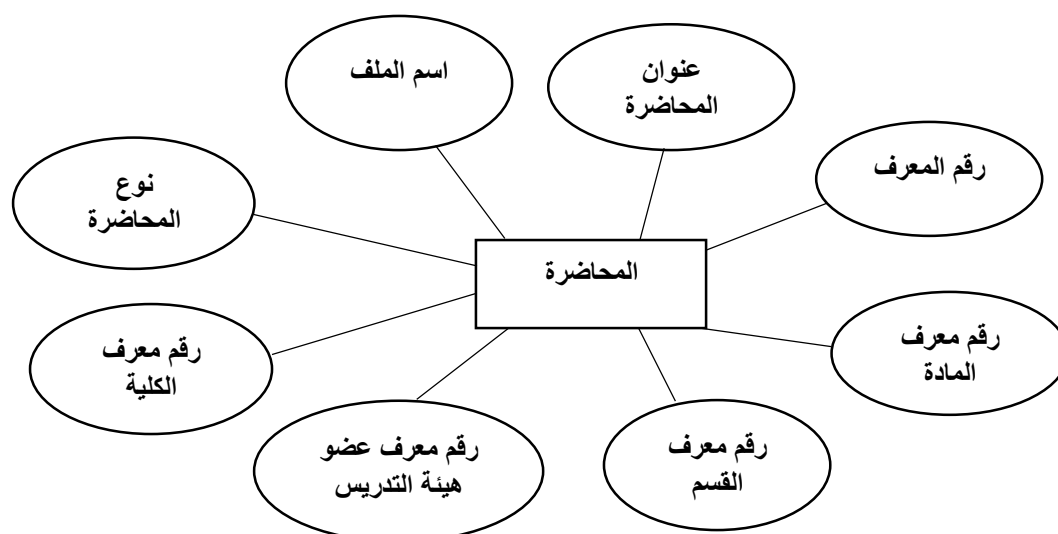 اسم الملف
عنوان
المحاضرة
رقم المعرف
نوع
المحاضرة
المحاضرة
رقم معرف
المادة
رقم معرف
الكلية
رقم معرف عضو
هيئة التدريس
رقم معرف
القسم